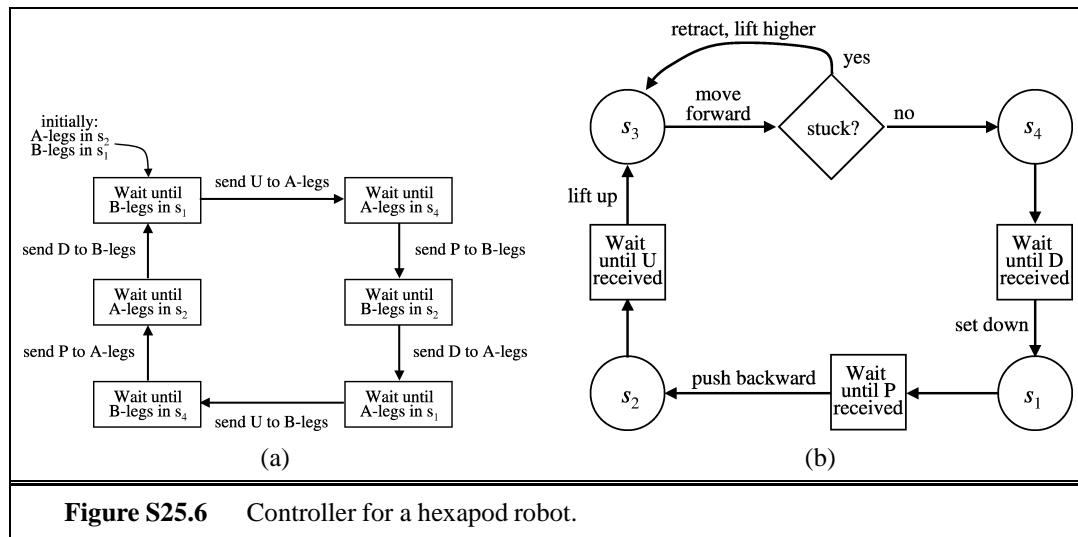 initially:
A-legs in s2
B-legs in s1
Wait until
B-legs in s1
send U to A-legs
Wait until
A-legs in s4
send D to B-legs
send P to B-legs
Wait until
A-legs in s2
Wait until
B-legs in s2
send P to A-legs
send D to A-legs
Wait until
B-legs in s4
send U to B-legs
Wait until
A-legs in s1
(a)
retract, lift higher
yes
s3
move
forward
stuck?
no
s4
lift up
Wait
until U
received
Wait
until D
received
set down
s2
push backward
Wait
until P
received
s1
(b)
Figure S25.6 Controller for a hexapod robot.